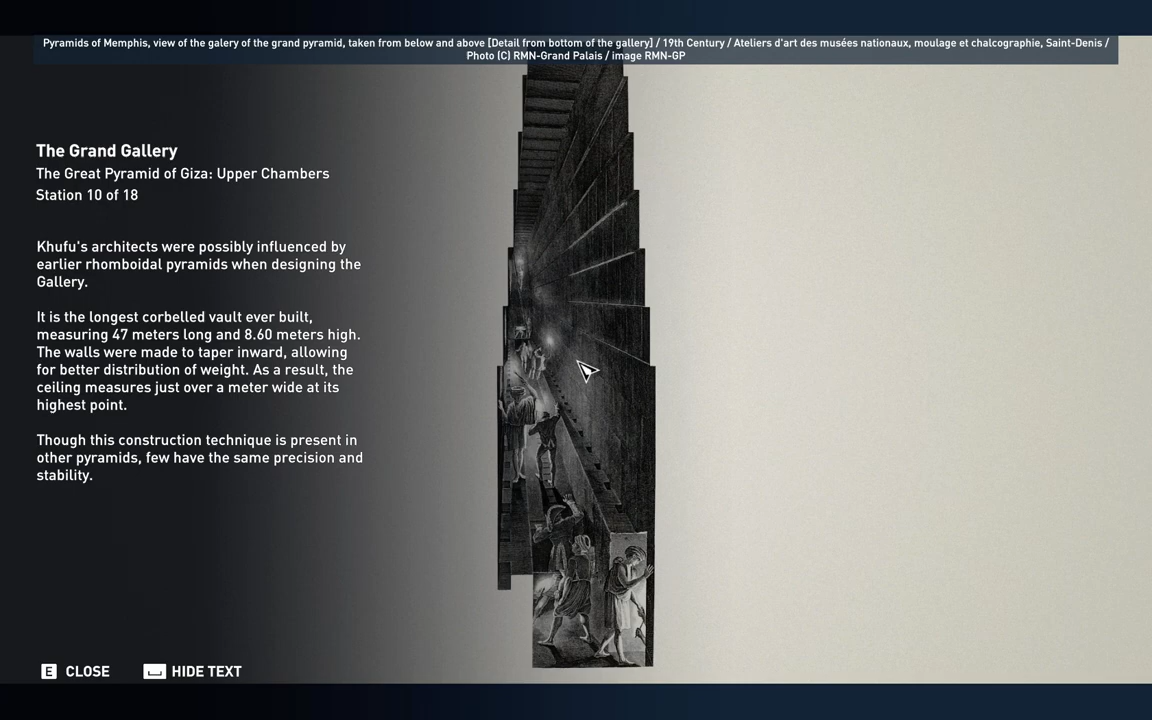 Pyramids of Memphis, view of the galery of the grand pyramid, taken from below and above [Detail from bottom of the gallery] / 19th Century / Ateliers d'art des musées nationaux, moulage et chalcographie, Saint-Denis /
Photo (C) RMN-Grand Palais / image RMN-GP
The Grand Gallery
The Great Pyramid of Giza: Upper Chambers
Station 10 of 18
Khufu's architects were possibly influenced by
earlier rhomboidal pyramids when designing the
Gallery.
It is the longest corbelled vault ever built,
measuring 47 meters long and 8.60 meters high.
The walls were made to taper inward, allowing
for better distribution of weight. As a result, the
ceiling measures just over a meter wide at its
highest point.
Though this construction technique is present in
other pyramids, few have the same precision and
stability.
E CLOSE HIDE TEXT